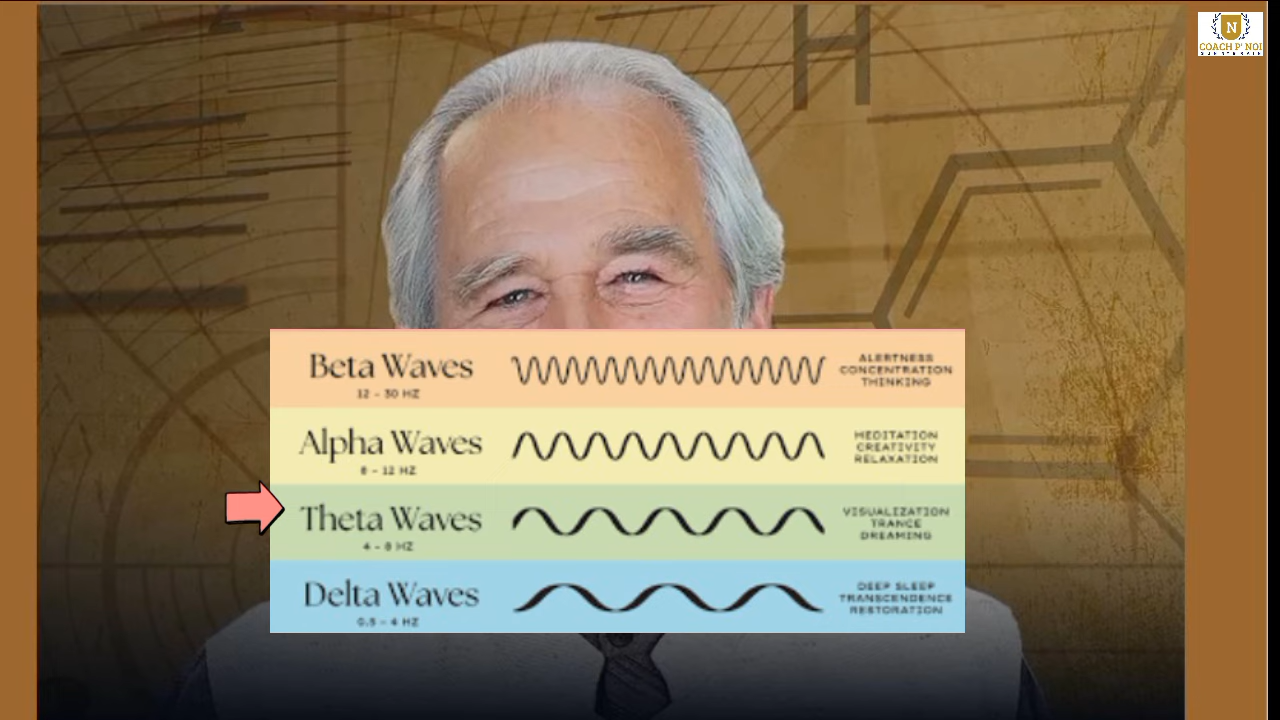 N
COACH P' NOI
H
Beta Waves
12 - 30 HZ
ALERTNESS
CONCENTRATION
THINKING
Alpha Waves
8 - 12 HZ
MEDITATION
CREATIVITY
RELAXATION
Theta Waves
4 - 8 HZ
VISUALIZATION
TRANCE
DREAMING
Delta Waves
0.5 - 4 HZ
DEEP SLEEP
TRANSCENDENCE
RESTORATION